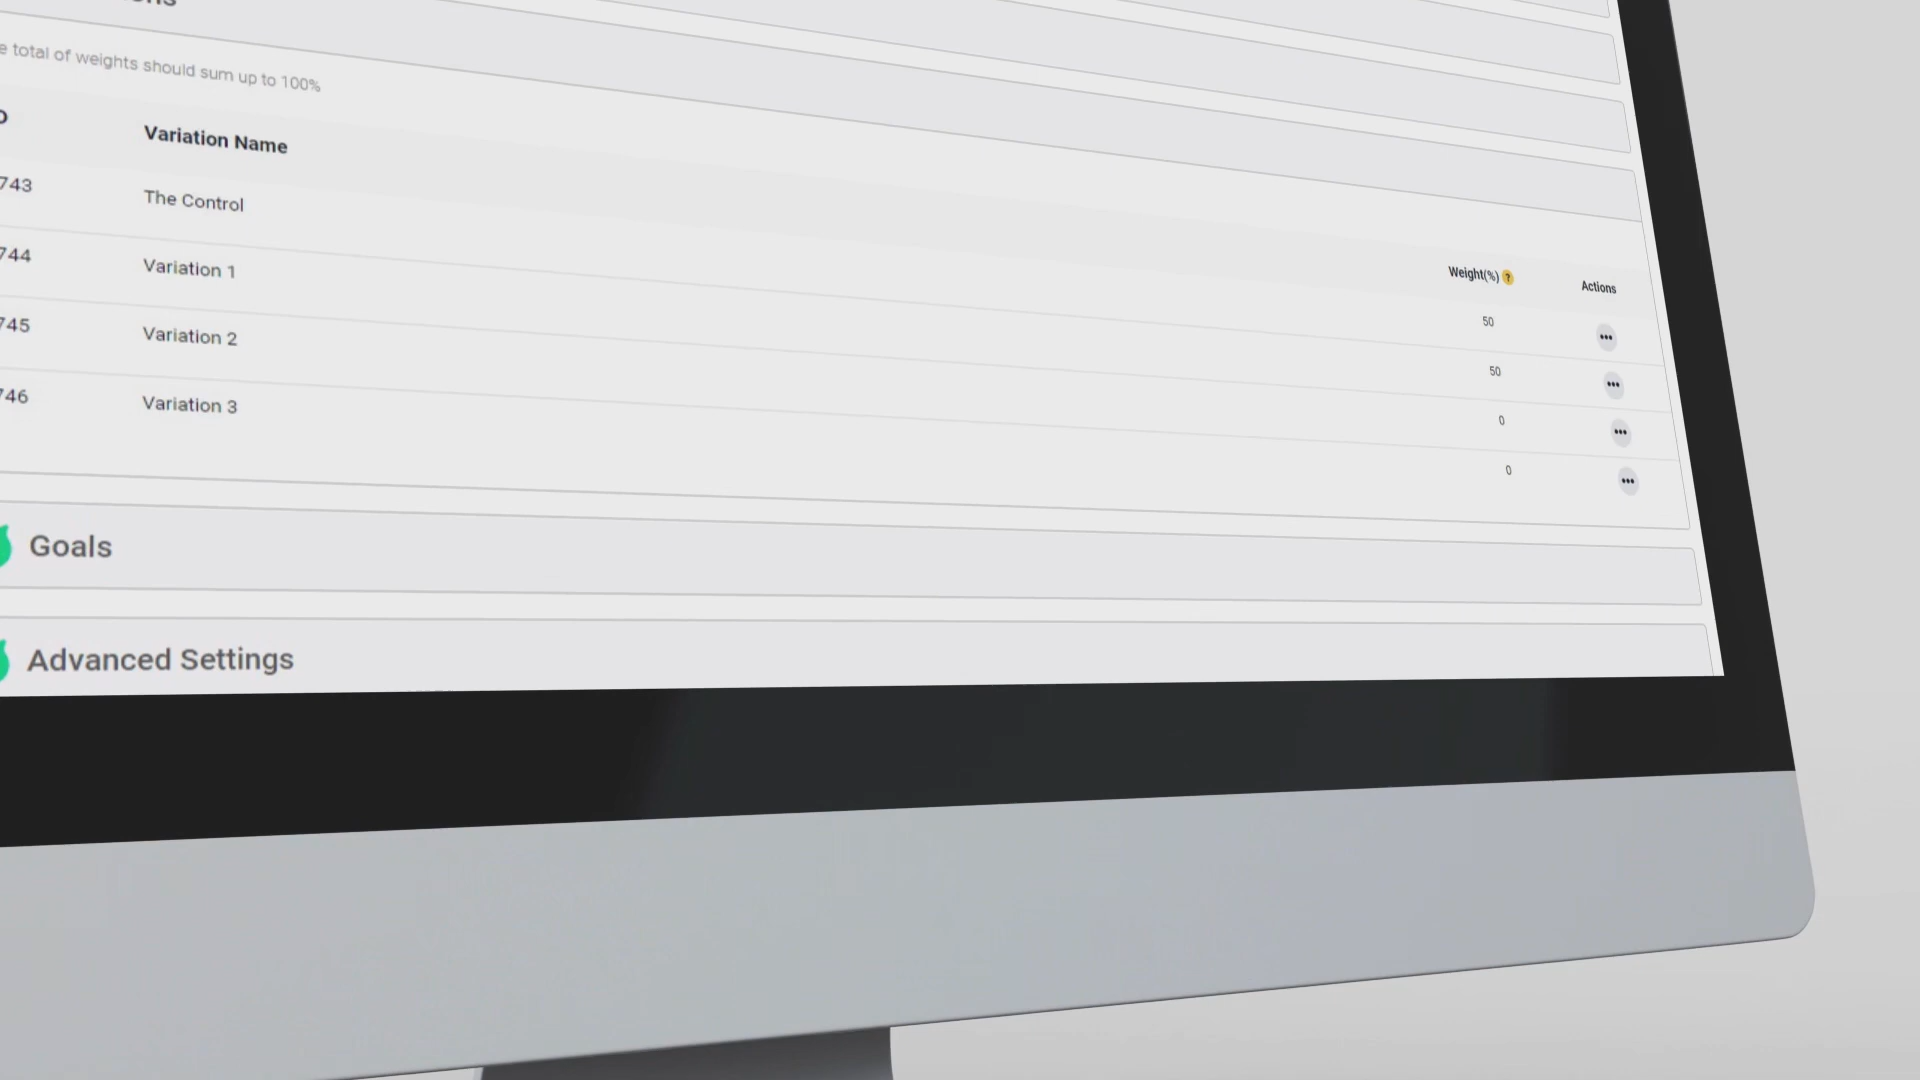 total of weights should sum up to 100%
Variation Name Weight(%) ? Actions
743 The Control 50
744 Variation 1 50
745 Variation 2 0
746 Variation 3 0
Goals
Advanced Settings